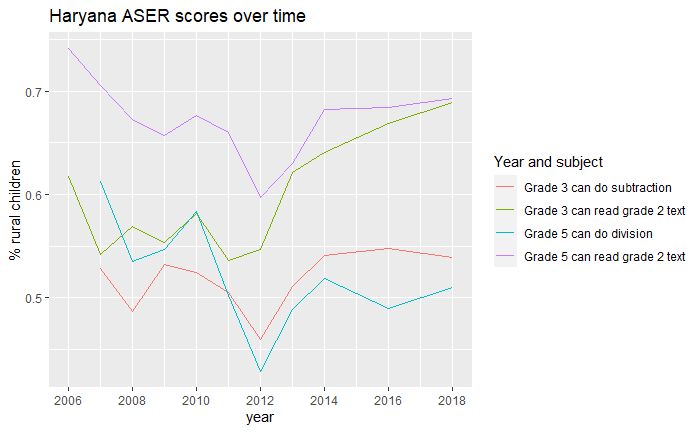 Haryana ASER scores over time
0.7
0.6
0.5
% rural children
2006 2008 2010 2012 2014 2016 2018
year
Year and subject
Grade 3 can do subtraction
Grade 3 can read grade 2 text
Grade 5 can do division
Grade 5 can read grade 2 text